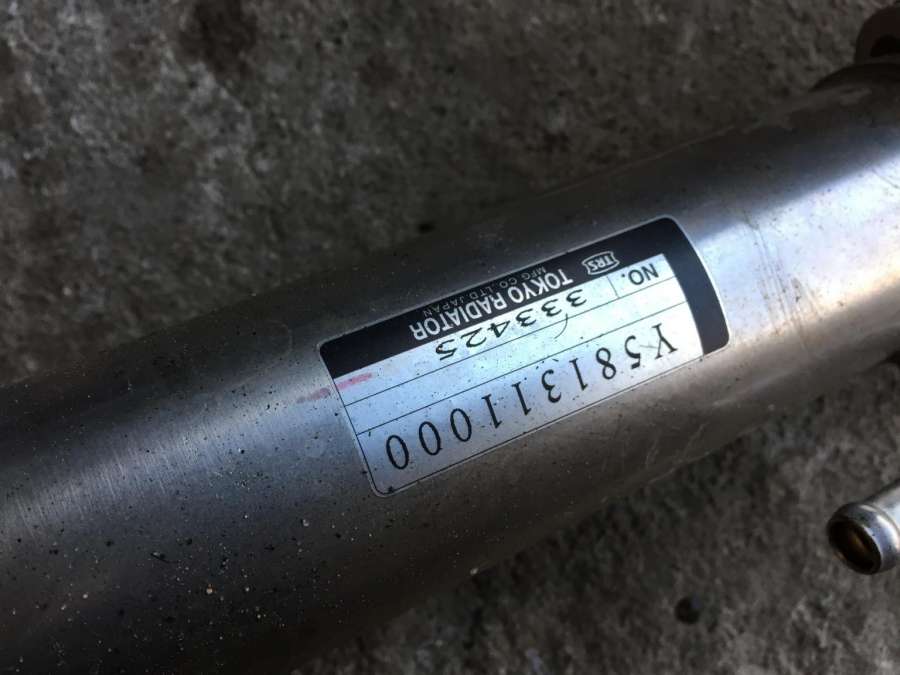 TRS TOKYO RADIATOR
MFG CO.,LTD JAPAN
NO. 333425
Y581311000